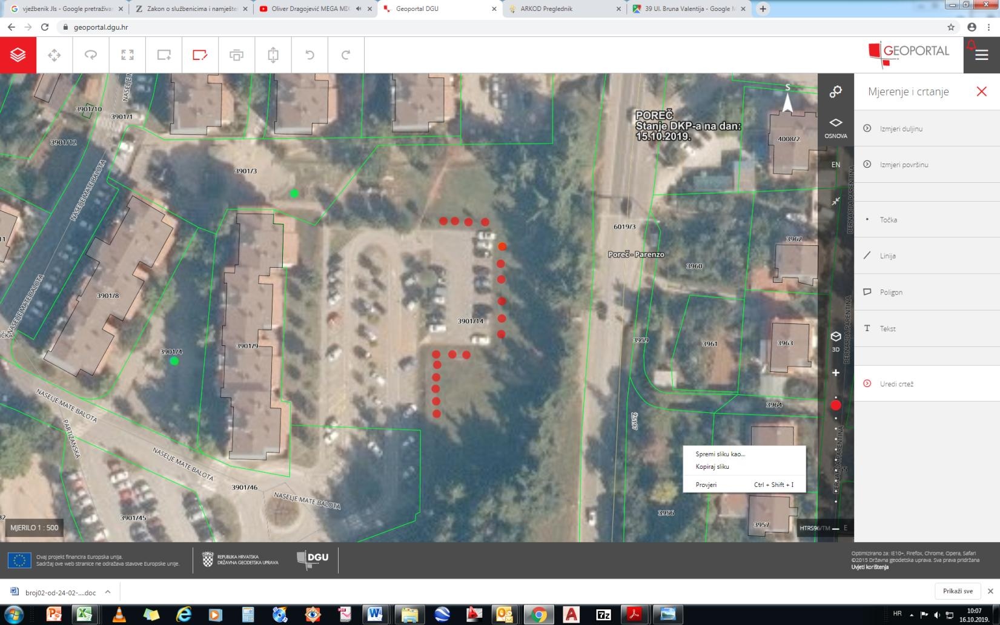 vježbenik Jls - Google pretraživa
Zakon o službenicima i namješte
Oliver Dragojević MEGA MIX
Geoportal DGU
ARKOD Preglednik
39 Ul. Bruna Valentija - Google M
geoportal.dgu.hr
GEOPORTAL
Mjerenje i crtanje
Izmjeri duljinu
Izmjeri površinu
Točka
Linija
Poligon
Tekst
Uredi crtež
OSNOVA
EN
3D
S
POREČ
Stanje DKP-a na dan:
15.10.2019.
3901/10
3901/1
3901/12
3901/3
4008/2
NASELJE MATE BALOTA
6019/3
3962
Poreč - Parenzo
3960
BERNARDA PARENTINA
NASELJE MATE BALOTA
3901/8
3901/14
3901/9
3901/4
3959
3961
3963
BERNARDA PARENTINA
3964
NASELJE MATE BALOTA
PARTIZANSKA
NASELJE MATE BALOTA
3901/46
NASELJE MATE BALOTA
3901/45
3956
3957
BERNARDA PARENTINA
Spremi sliku kao...
Kopiraj sliku
Provjeri Ctrl + Shift + I
MJERILO 1 : 500
HTRS96/TM E
Ovaj projekt financira Europska unija.
Sadržaj ove web stranice ne odražava stavove Europske unije.
REPUBLIKA HRVATSKA
DRŽAVNA GEODETSKA UPRAVA
DGU
Optimizirano za: IE10+, Firefox, Chrome, Opera, Safari
©2015 Državna geodetska uprava. Sva prava pridržana
Uvjeti korištenja
broj02-od-24-02-....doc
Prikaži sve
HR
10:07
16.10.2019.